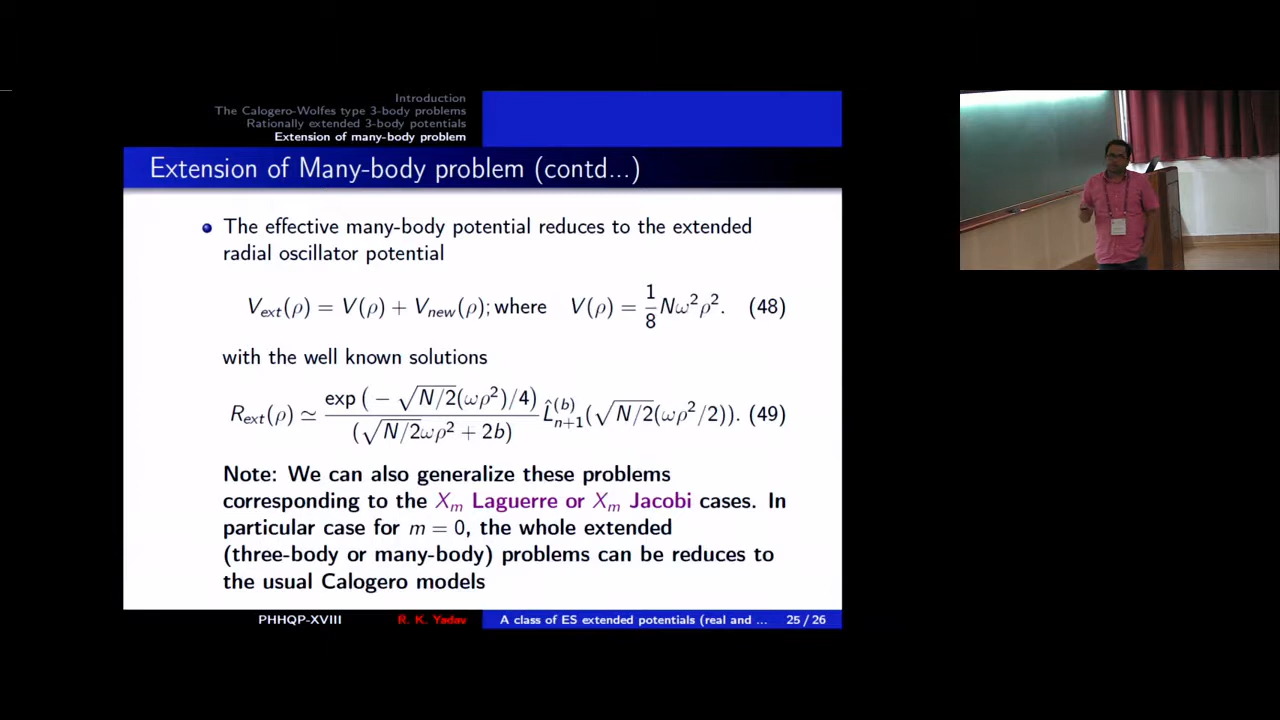 Introduction
The Calogero-Wolfes type 3-body problems
Rationally extended 3-body potentials
Extension of many-body problem
Extension of Many-body problem (contd...)
The effective many-body potential reduces to the extended
radial oscillator potential
V_ext(ρ) = V(ρ) + V_new(ρ); where V(ρ) = 1/8 Nω²ρ². (48)
with the well known solutions
R_ext(ρ) ≃ exp(−√N/2(ωρ²)/4) / (√N/2ωρ² + 2b) L̂^(b)_n+1(√N/2(ωρ²/2)). (49)
Note: We can also generalize these problems
corresponding to the X_m Laguerre or X_m Jacobi cases. In
particular case for m = 0, the whole extended
(three-body or many-body) problems can be reduces to
the usual Calogero models
PHHQP-XVIII R. K. Yadav A class of ES extended potentials (real and ... 25 / 26